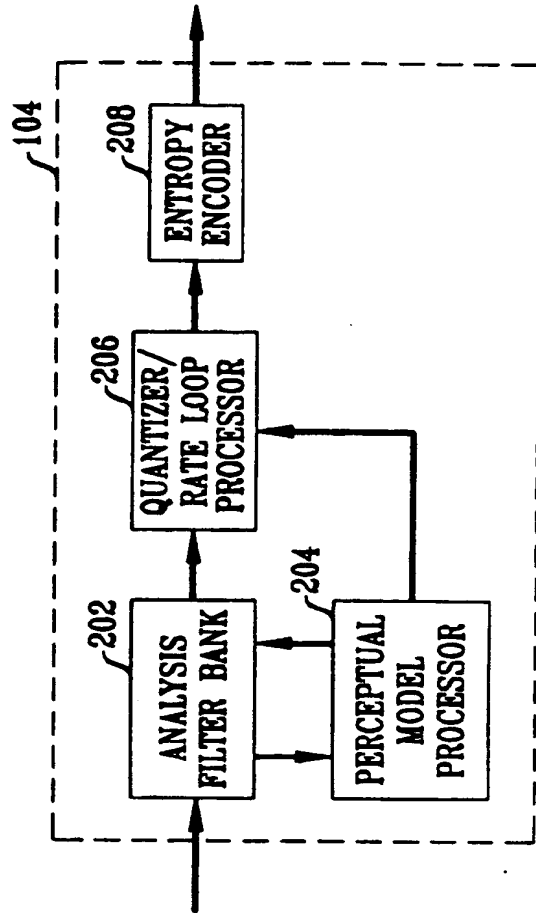 104
202
ANALYSIS
FILTER BANK
204
PERCEPTUAL
MODEL
PROCESSOR
206
QUANTIZER/
RATE LOOP
PROCESSOR
208
ENTROPY
ENCODER